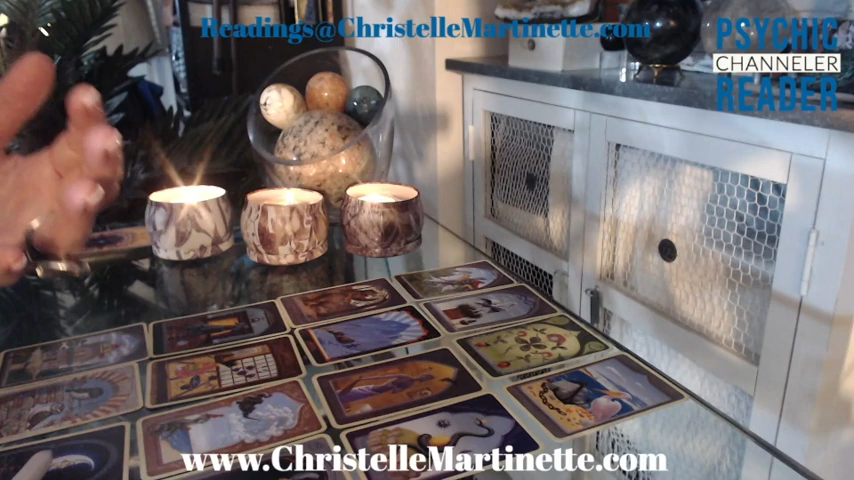 Readings@ChristelleMartinette.com
PSYCHIC
CHANNELER
READER
www.ChristelleMartinette.com